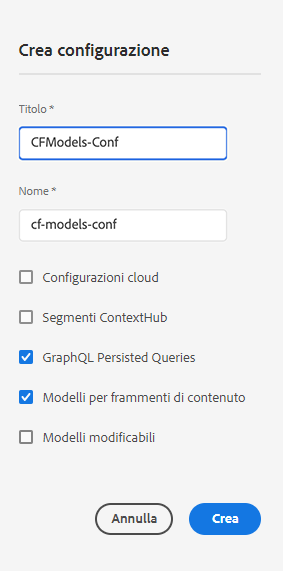 Crea configurazione
Titolo *
CFModels-Conf
Nome *
cf-models-conf
Configurazioni cloud
Segmenti ContextHub
GraphQL Persisted Queries
Modelli per frammenti di contenuto
Modelli modificabili
Annulla
Crea